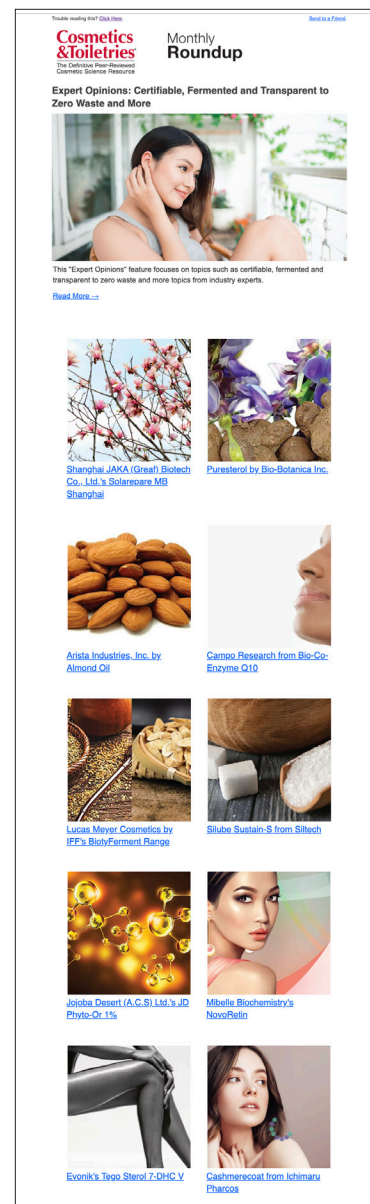 Trouble reading this? Click Here.
Send to a Friend.
Cosmetics
&Toiletries®
The Definitive Peer-Reviewed
Cosmetic Science Resource
Monthly
Roundup
Expert Opinions: Certifiable, Fermented and Transparent to
Zero Waste and More
This "Expert Opinions" feature focuses on topics such as certifiable, fermented and
transparent to zero waste and more topics from industry experts.
Read More →
Shanghai JAKA (Greaf) Biotech
Co., Ltd.'s Solarepare MB
Shanghai
Puresterol by Bio-Botanica Inc.
Arista Industries, Inc. by
Almond Oil
Campo Research from Bio-Co-
Enzyme Q10
Lucas Meyer Cosmetics by
IFF's BiotyFerment Range
Silube Sustain-S from Siltech
Jojoba Desert (A.C.S) Ltd.'s JD
Phyto-Or 1%
Mibelle Biochemistry's
NovoRetin
Evonik's Tego Sterol 7-DHC V
Cashmerecoat from Ichimaru
Pharcos